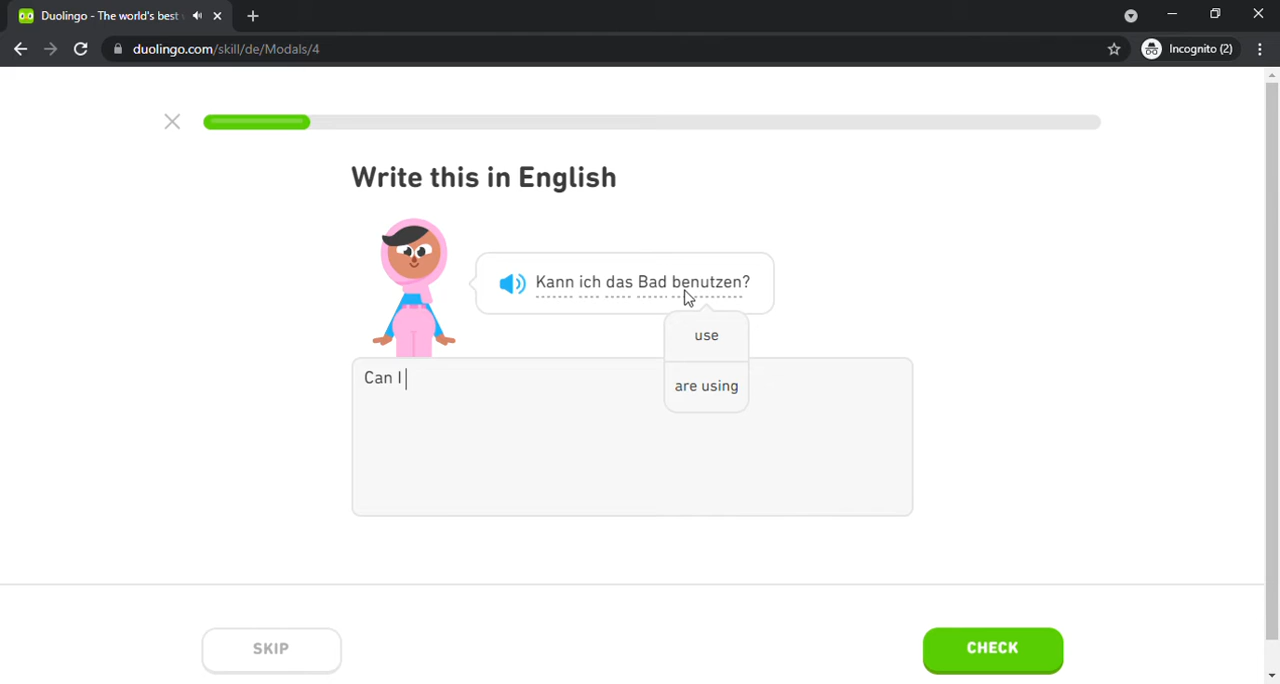 Duolingo - The world's best
Incognito (2)
duolingo.com/skill/de/Modals/4
Write this in English
Kann ich das Bad benutzen?
use
are using
Can I
SKIP
CHECK